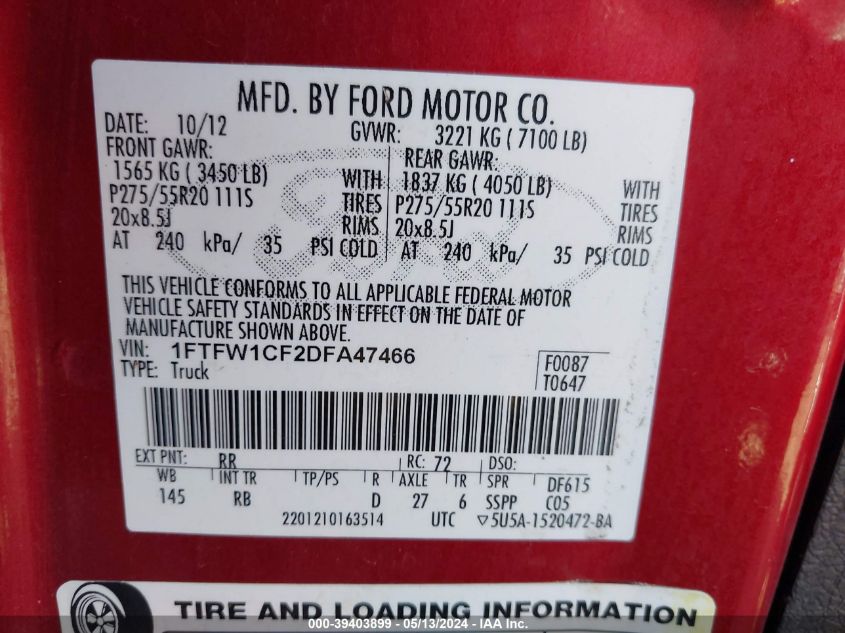 MFD. BY FORD MOTOR CO.
DATE: 10/12 GVWR: 3221 KG ( 7100 LB)
FRONT GAWR: REAR GAWR:
1565 KG ( 3450 LB) WITH 1837 KG ( 4050 LB) WITH
P275/55R20 111S TIRES P275/55R20 111S TIRES
20x8.5J RIMS 20x8.5J RIMS
AT 240 kPa/ 35 PSI COLD AT 240 kPa/ 35 PSI COLD
THIS VEHICLE CONFORMS TO ALL APPLICABLE FEDERAL MOTOR
VEHICLE SAFETY STANDARDS IN EFFECT ON THE DATE OF
MANUFACTURE SHOWN ABOVE.
VIN: 1FTFW1CF2DFA47466 F0087
TYPE: Truck T0647
EXT PNT: RR RC: 72 DSO:
WB INT TR TP/PS R AXLE TR SPR DF615
145 RB D 27 6 SSPP C05
2201210163514 UTC ▽5U5A-1520472-BA
TIRE AND LOADING INFORMATION
000-39403899 - 05/13/2024 - IAA Inc.